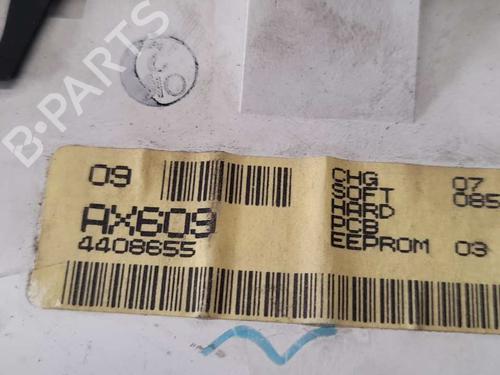 B-PARTS
09
AX609
4408655
CHG 07
SOFT 085
HARD
PCB
EEPROM 03